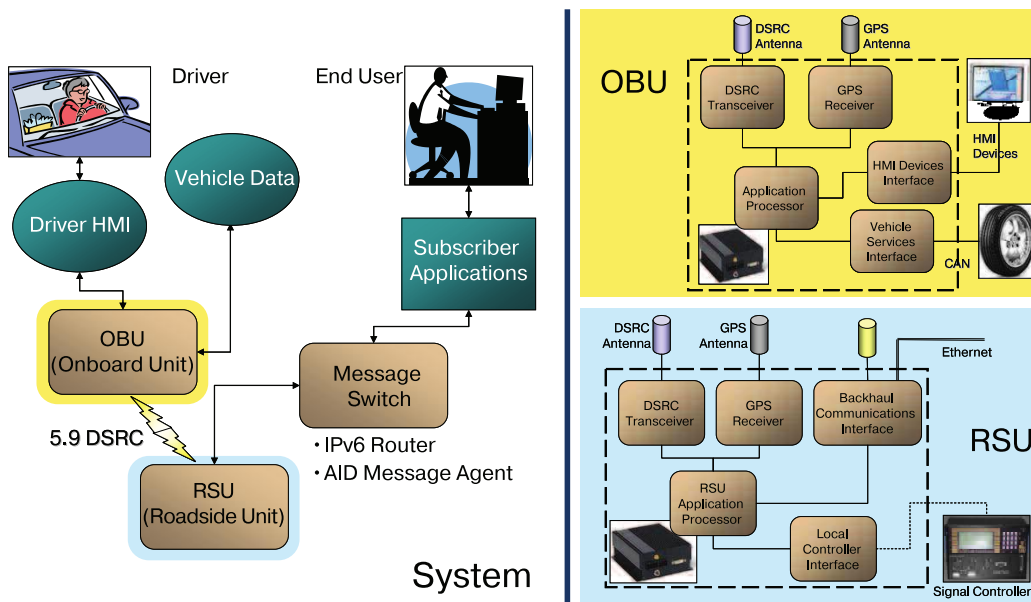 Driver
End User
Vehicle Data
Driver HMI
Subscriber
Applications
OBU
(Onboard Unit)
Message
Switch
5.9 DSRC
• IPv6 Router
• AID Message Agent
RSU
(Roadside Unit)
System
DSRC
Antenna
GPS
Antenna
OBU
DSRC
Transceiver
GPS
Receiver
HMI
Devices
HMI Devices
Interface
Application
Processor
Vehicle
Services
Interface
CAN
DSRC
Antenna
GPS
Antenna
Ethernet
DSRC
Transceiver
GPS
Receiver
Backhaul
Communications
Interface
RSU
RSU
Application
Processor
Local
Controller
Interface
Signal Controller